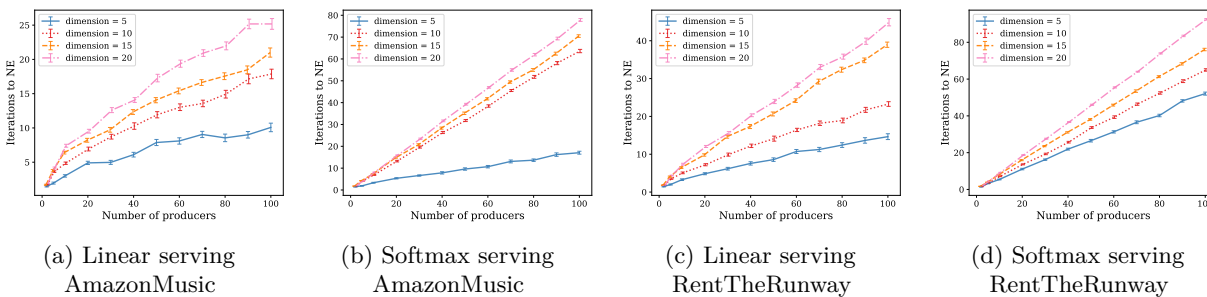 25
20
15
10
5
0
20
40
60
80
100
Iterations to NE
Number of producers
dimension = 5
dimension = 10
dimension = 15
dimension = 20
80
70
60
50
40
30
20
10
0
0
20
40
60
80
100
Iterations to NE
Number of producers
dimension = 5
dimension = 10
dimension = 15
dimension = 20
40
30
20
10
0
0
20
40
60
80
100
Iterations to NE
Number of producers
dimension = 5
dimension = 10
dimension = 15
dimension = 20
80
60
40
20
0
0
20
40
60
80
100
Iterations to NE
Number of producers
dimension = 5
dimension = 10
dimension = 15
dimension = 20
(a) Linear serving
AmazonMusic
(b) Softmax serving
AmazonMusic
(c) Linear serving
RentTheRunway
(d) Softmax serving
RentTheRunway